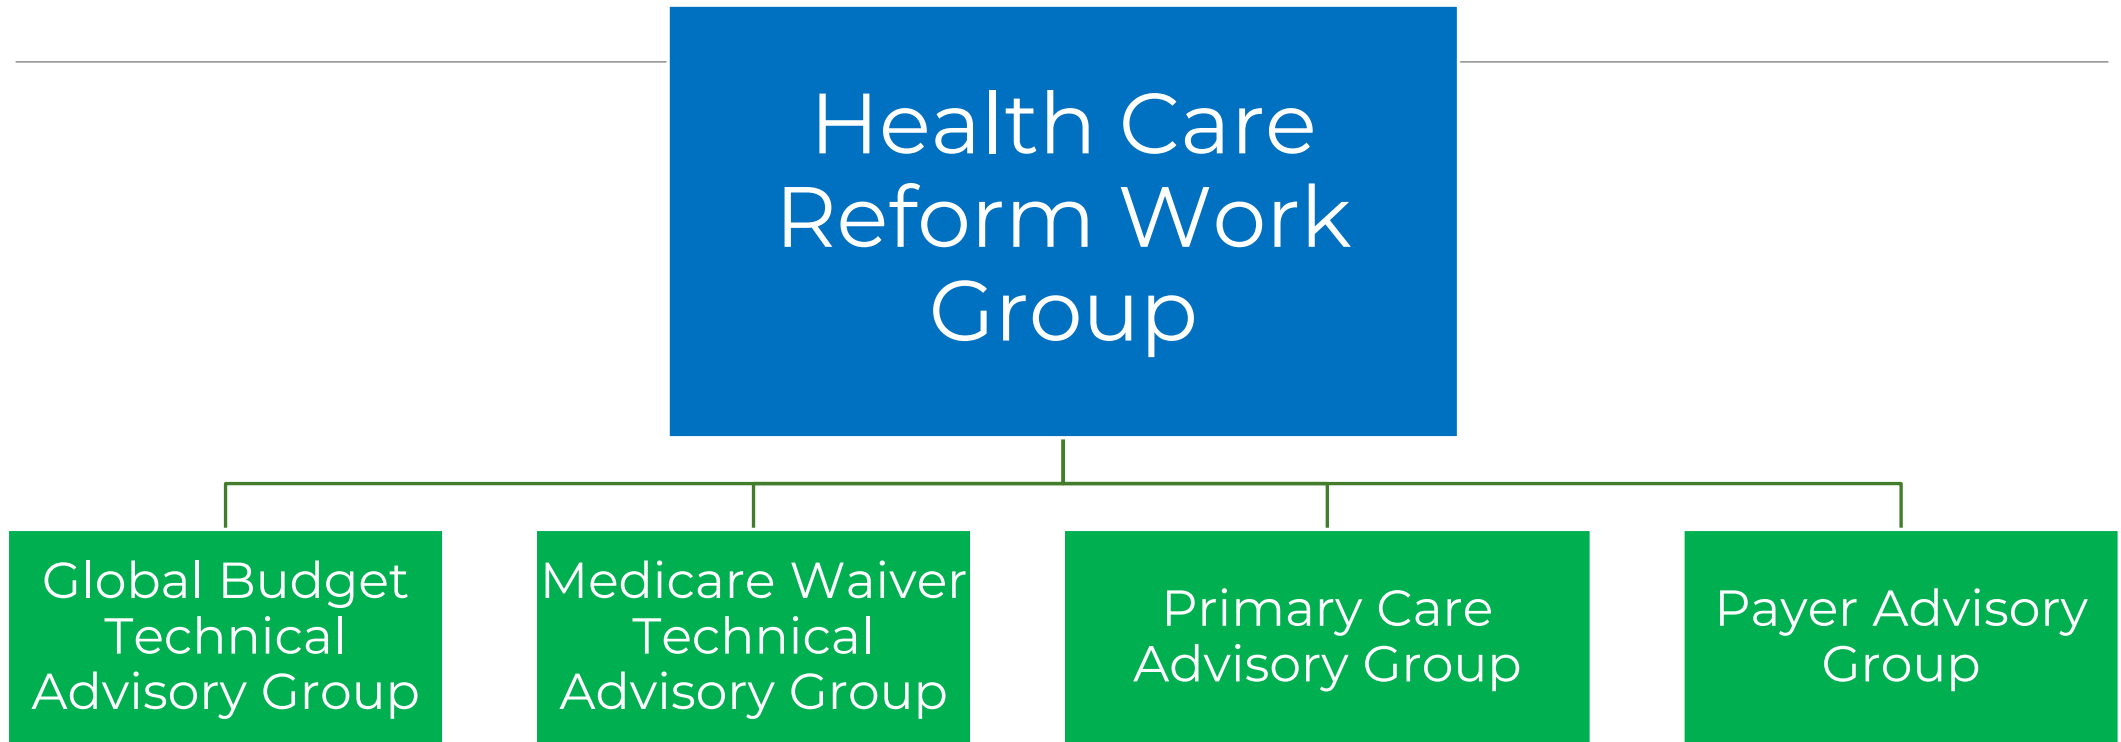 Health Care
Reform Work
Group
Global Budget
Technical
Advisory Group
Medicare Waiver
Technical
Advisory Group
Primary Care
Advisory Group
Payer Advisory
Group